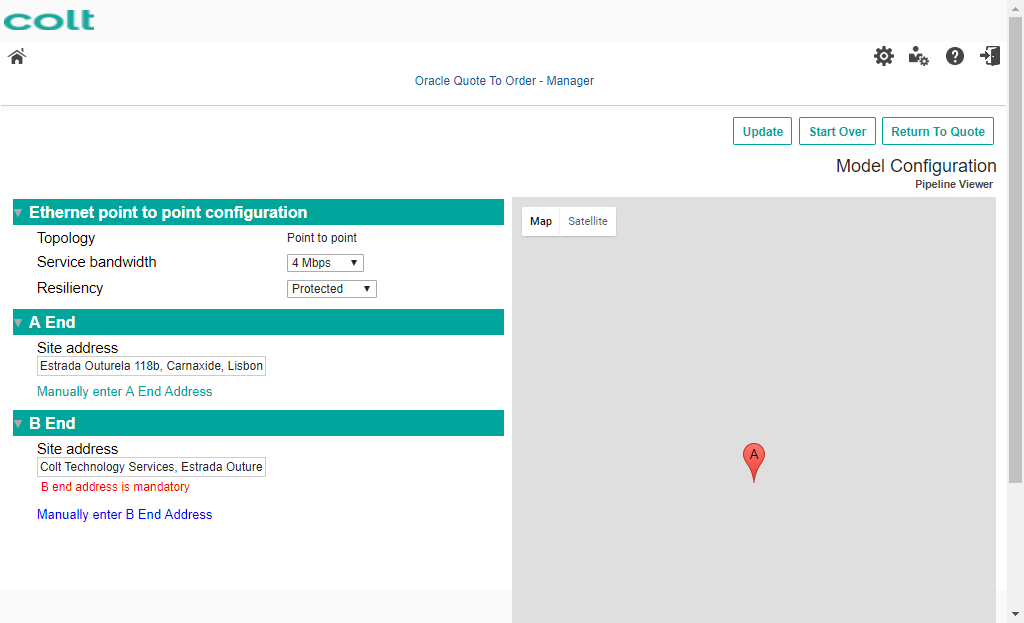 colt
Oracle Quote To Order - Manager
Update
Start Over
Return To Quote
Model Configuration
Pipeline Viewer
Ethernet point to point configuration
Topology
Point to point
Service bandwidth
4 Mbps
Resiliency
Protected
A End
Site address
Estrada Outurela 118b, Carnaxide, Lisbon
Manually enter A End Address
B End
Site address
Colt Technology Services, Estrada Outure
B end address is mandatory
Manually enter B End Address
Map
Satellite
A